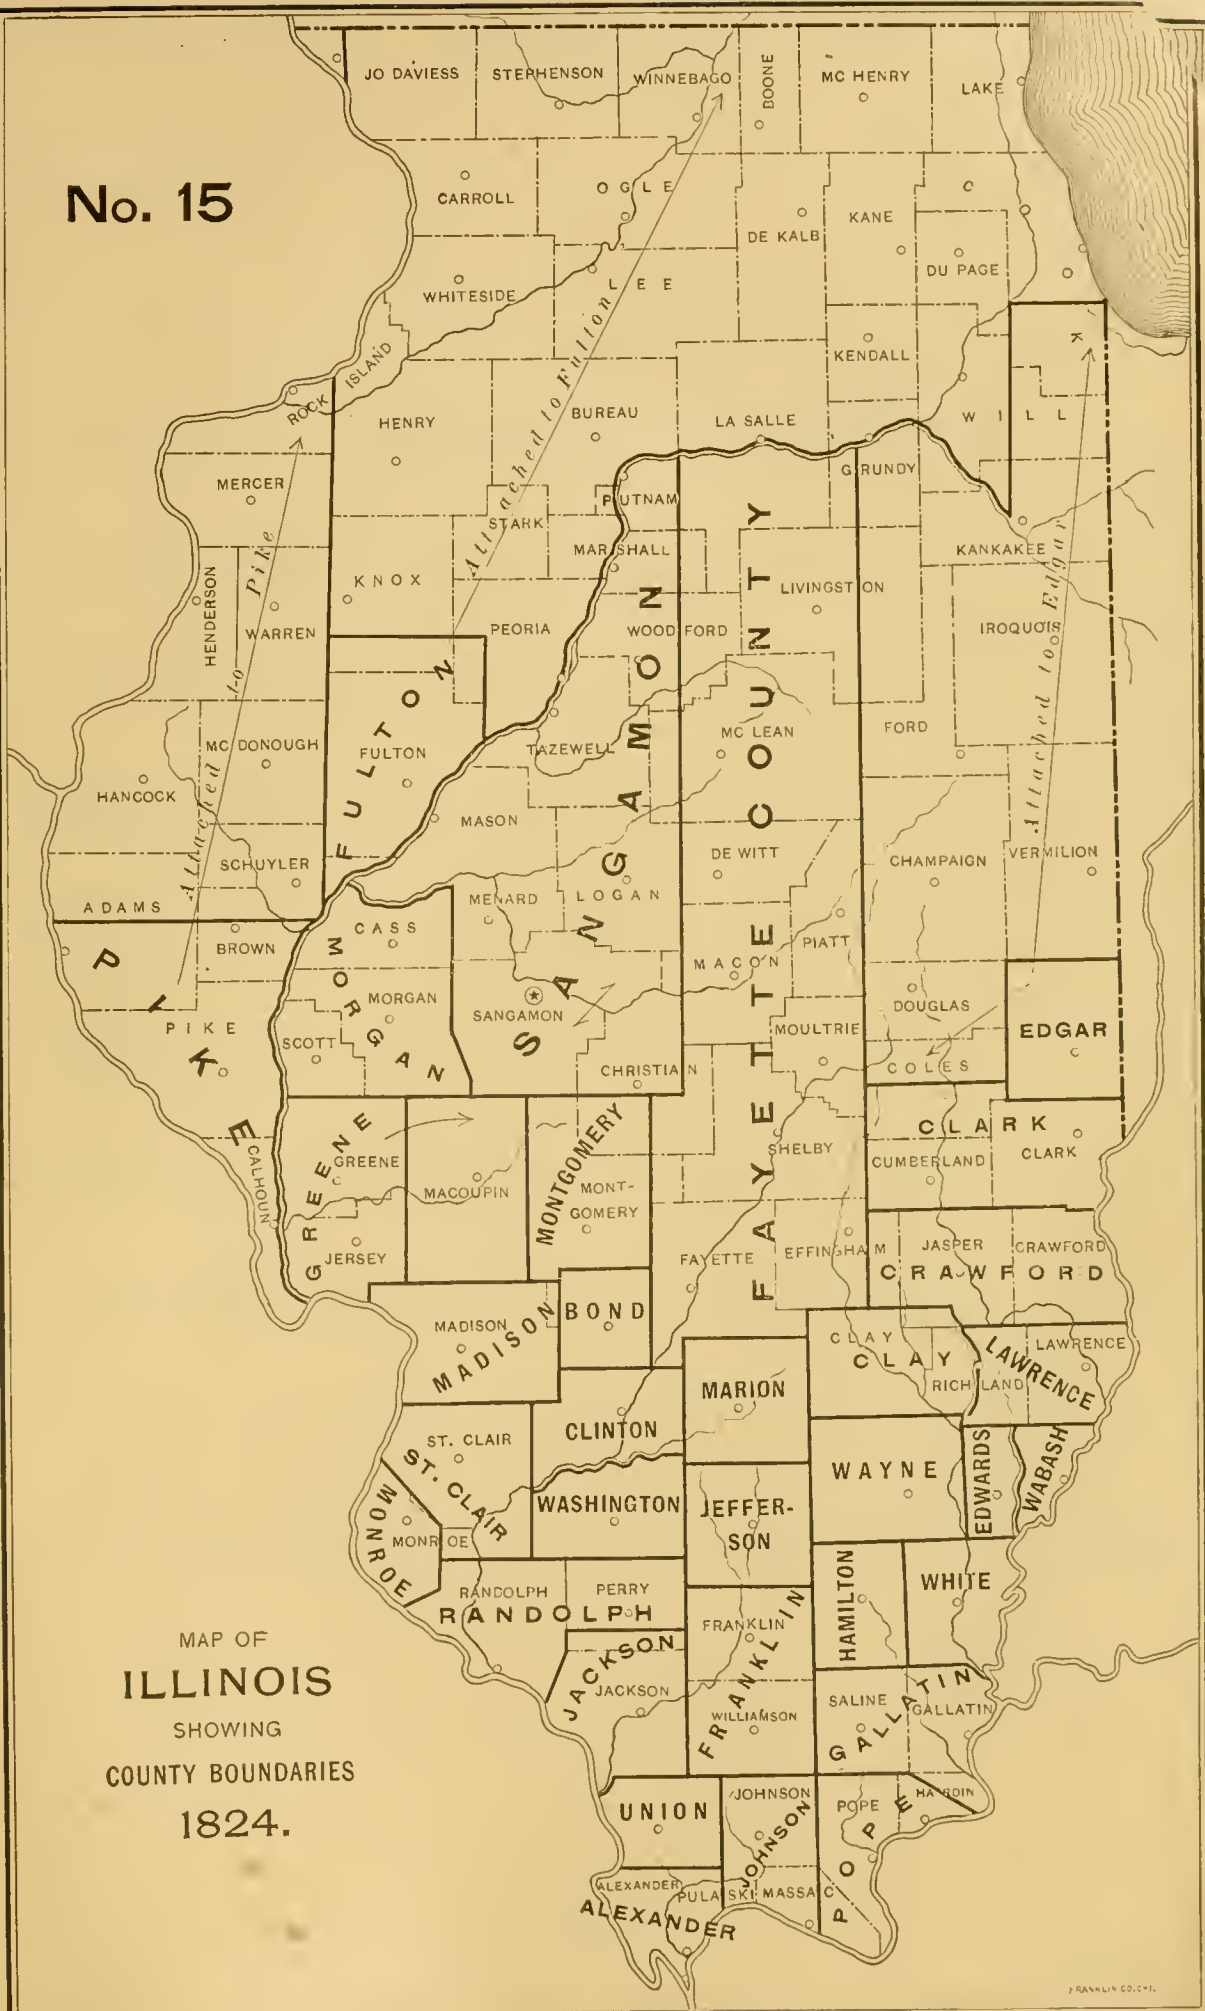 No. 15
JO DAVIESS
STEPHENSON
WINNEBAGO
BOONE
MC HENRY
LAKE
CARROLL
OGLE
DE KALB
KANE
DU PAGE
WHITESIDE
LEE
ROCK ISLAND
HENRY
BUREAU
LA SALLE
KENDALL
WILL
K
Attached to Fulton
MERCER
STARK
PUTNAM
GRUNDY
MARSHALL
KANKAKEE
HENDERSON
WARREN
KNOX
PEORIA
WOODFORD
LIVINGSTON
IROQUOIS
Attached to Pike
Attached to Edgar
MC DONOUGH
FULTON
FULTON
TAZEWELL
MC LEAN
FORD
HANCOCK
MASON
SCHUYLER
DE WITT
CHAMPAIGN
VERMILION
ADAMS
BROWN
CASS
MENARD
LOGAN
SANGAMON
FAYETTE COUNTY
PIATT
MACON
PIKE
PIKE
SCOTT
MORGAN
MORGAN
SANGAMON
MOULTRIE
DOUGLAS
EDGAR
COLES
CHRISTIAN
CALHOUN
GREENE
GREENE
MACOUPIN
MONTGOMERY
MONT-
GOMERY
SHELBY
CLARK
CUMBERLAND
CLARK
JERSEY
FAYETTE
EFFINGHAM
JASPER
CRAWFORD
CRAWFORD
MADISON
MADISON
BOND
CLAY
CLAY
RICHLAND
LAWRENCE
LAWRENCE
MARION
CLINTON
ST. CLAIR
ST. CLAIR
WASHINGTON
JEFFER-
SON
WAYNE
EDWARDS
WABASH
MONROE
MONROE
RANDOLPH
PERRY
RANDOLPH
HAMILTON
WHITE
FRANKLIN
FRANKLIN
JACKSON
JACKSON
WILLIAMSON
SALINE
GALLATIN
GALLATIN
UNION
JOHNSON
JOHNSON
POPE
POPE
HARDIN
ALEXANDER
PULASKI
MASSAC
ALEXANDER
MAP OF
ILLINOIS
SHOWING
COUNTY BOUNDARIES
1824.
FRANKLIN CO. CHI.